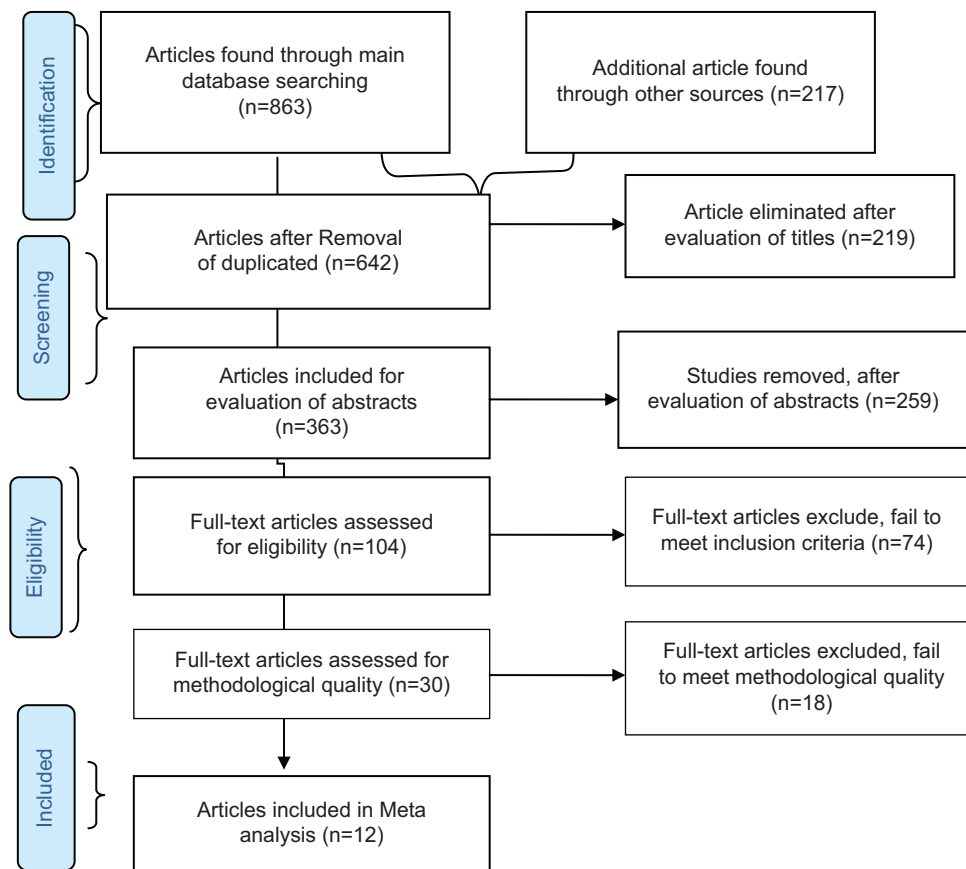 Identification
Articles found through main
database searching
(n=863)
Additional article found
through other sources (n=217)
Screening
Articles after Removal
of duplicated (n=642)
Article eliminated after
evaluation of titles (n=219)
Articles included for
evaluation of abstracts
(n=363)
Studies removed, after
evaluation of abstracts (n=259)
Eligibility
Full-text articles assessed
for eligibility (n=104)
Full-text articles exclude, fail to
meet inclusion criteria (n=74)
Full-text articles assessed for
methodological quality (n=30)
Full-text articles excluded, fail
to meet methodological quality
(n=18)
Included
Articles included in Meta
analysis (n=12)